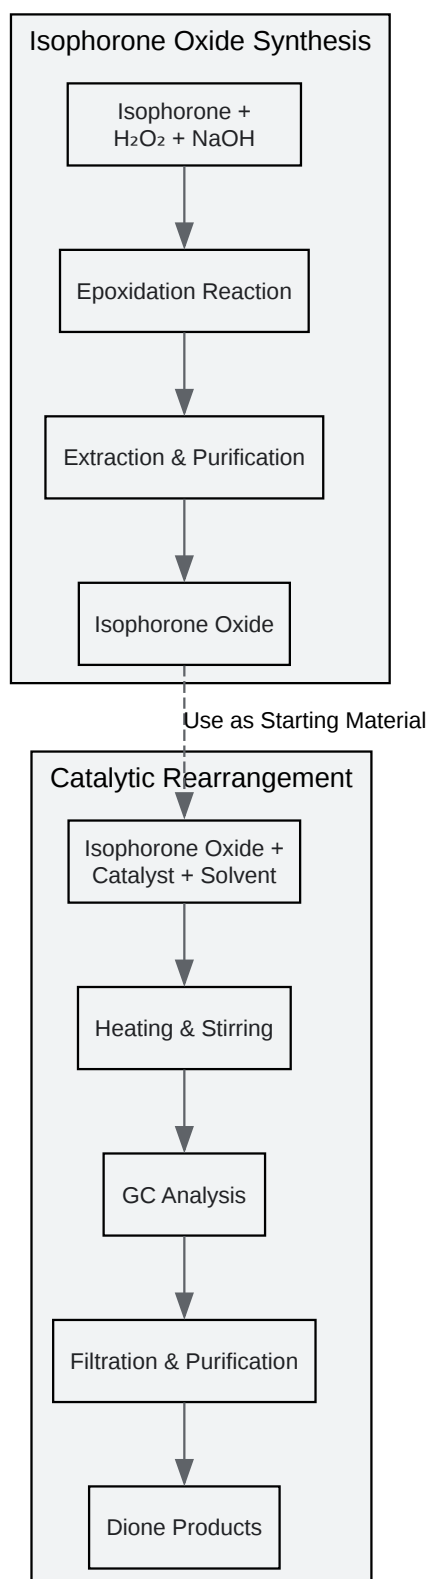 Isophorone Oxide Synthesis
Isophorone +
H₂O₂ + NaOH
Epoxidation Reaction
Extraction & Purification
Isophorone Oxide
Use as Starting Material
Catalytic Rearrangement
Isophorone Oxide +
Catalyst + Solvent
Heating & Stirring
GC Analysis
Filtration & Purification
Dione Products